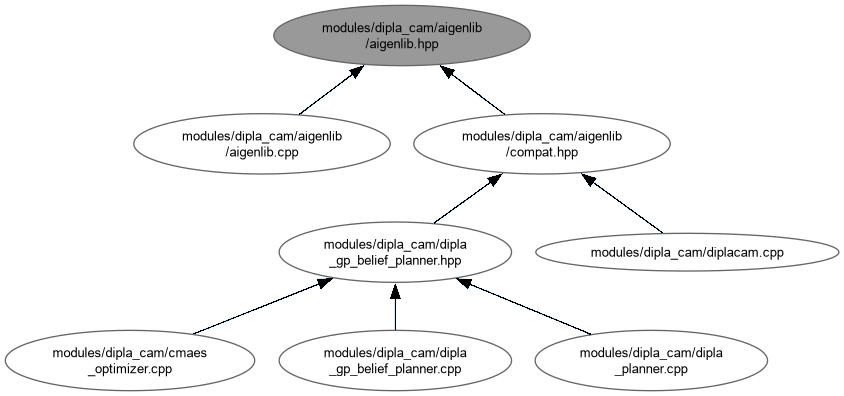 modules/dipla_cam/aigenlib
/aigenlib.hpp
modules/dipla_cam/aigenlib
/aigenlib.cpp
modules/dipla_cam/aigenlib
/compat.hpp
modules/dipla_cam/dipla
_gp_belief_planner.hpp
modules/dipla_cam/diplacam.cpp
modules/dipla_cam/cmaes
_optimizer.cpp
modules/dipla_cam/dipla
_gp_belief_planner.cpp
modules/dipla_cam/dipla
_planner.cpp